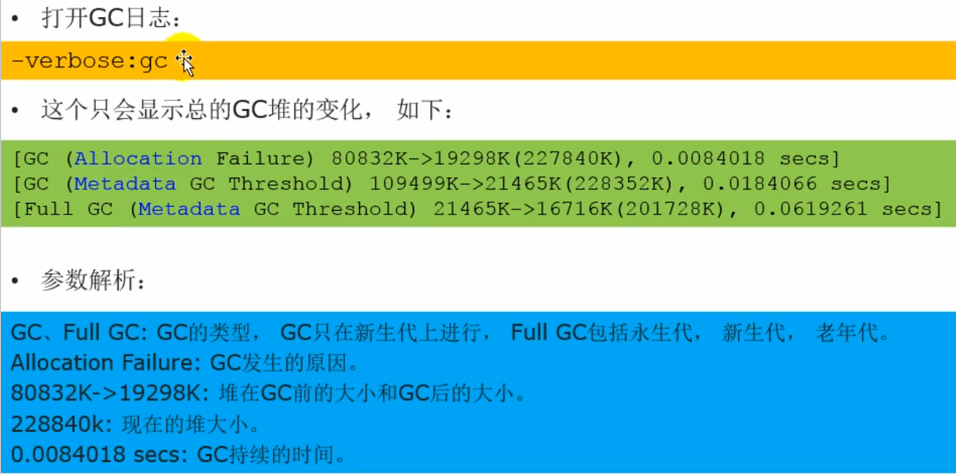 • 打开GC日志：
-verbose:gc
• 这个只会显示总的GC堆的变化， 如下：
[GC (Allocation Failure) 80832K->19298K(227840K), 0.0084018 secs]
[GC (Metadata GC Threshold) 109499K->21465K(228352K), 0.0184066 secs]
[Full GC (Metadata GC Threshold) 21465K->16716K(201728K), 0.0619261 secs]
• 参数解析：
GC、Full GC: GC的类型， GC只在新生代上进行， Full GC包括永生代， 新生代， 老年代。
Allocation Failure: GC发生的原因。
80832K->19298K: 堆在GC前的大小和GC后的大小。
228840k: 现在的堆大小。
0.0084018 secs: GC持续的时间。